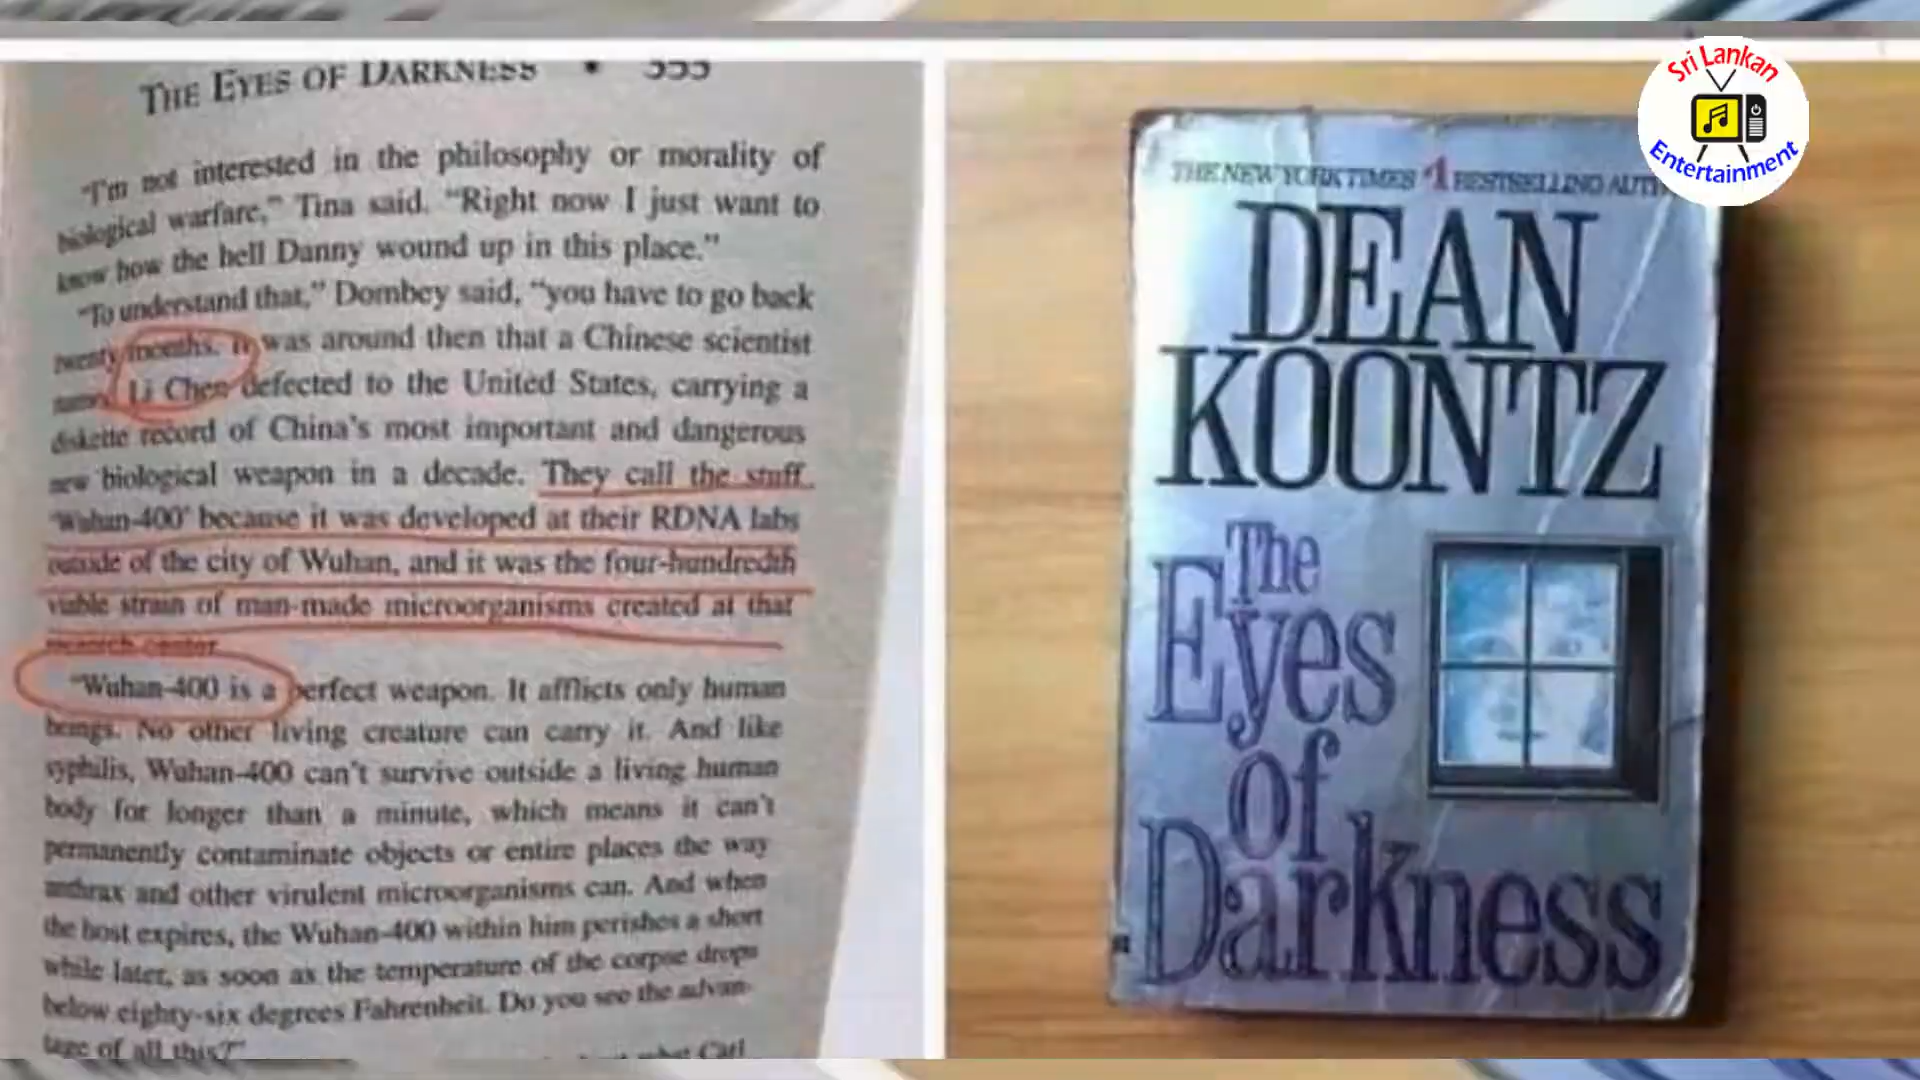 THE EYES OF DARKNESS • 333
"I'm not interested in the philosophy or morality of
biological warfare," Tina said. "Right now I just want to
know how the hell Danny wound up in this place."
"To understand that," Dombey said, "you have to go back
twenty months. It was around then that a Chinese scientist
named Li Chen defected to the United States, carrying a
diskette record of China's most important and dangerous
new biological weapon in a decade. They call the stuff
'Wuhan-400' because it was developed at their RDNA labs
outside of the city of Wuhan, and it was the four-hundredth
viable strain of man-made microorganisms created at that
research center.
"Wuhan-400 is a perfect weapon. It afflicts only human
beings. No other living creature can carry it. And like
syphilis, Wuhan-400 can't survive outside a living human
body for longer than a minute, which means it can't
permanently contaminate objects or entire places the way
anthrax and other virulent microorganisms can. And when
the host expires, the Wuhan-400 within him perishes a short
while later, as soon as the temperature of the corpse drops
below eighty-six degrees Fahrenheit. Do you see the advan-
tage of all this?"
what Carl
THE NEW YORK TIMES #1 BESTSELLING
DEAN
KOONTZ
The
Eyes
of
Darkness
Sri Lankan
Entertainment